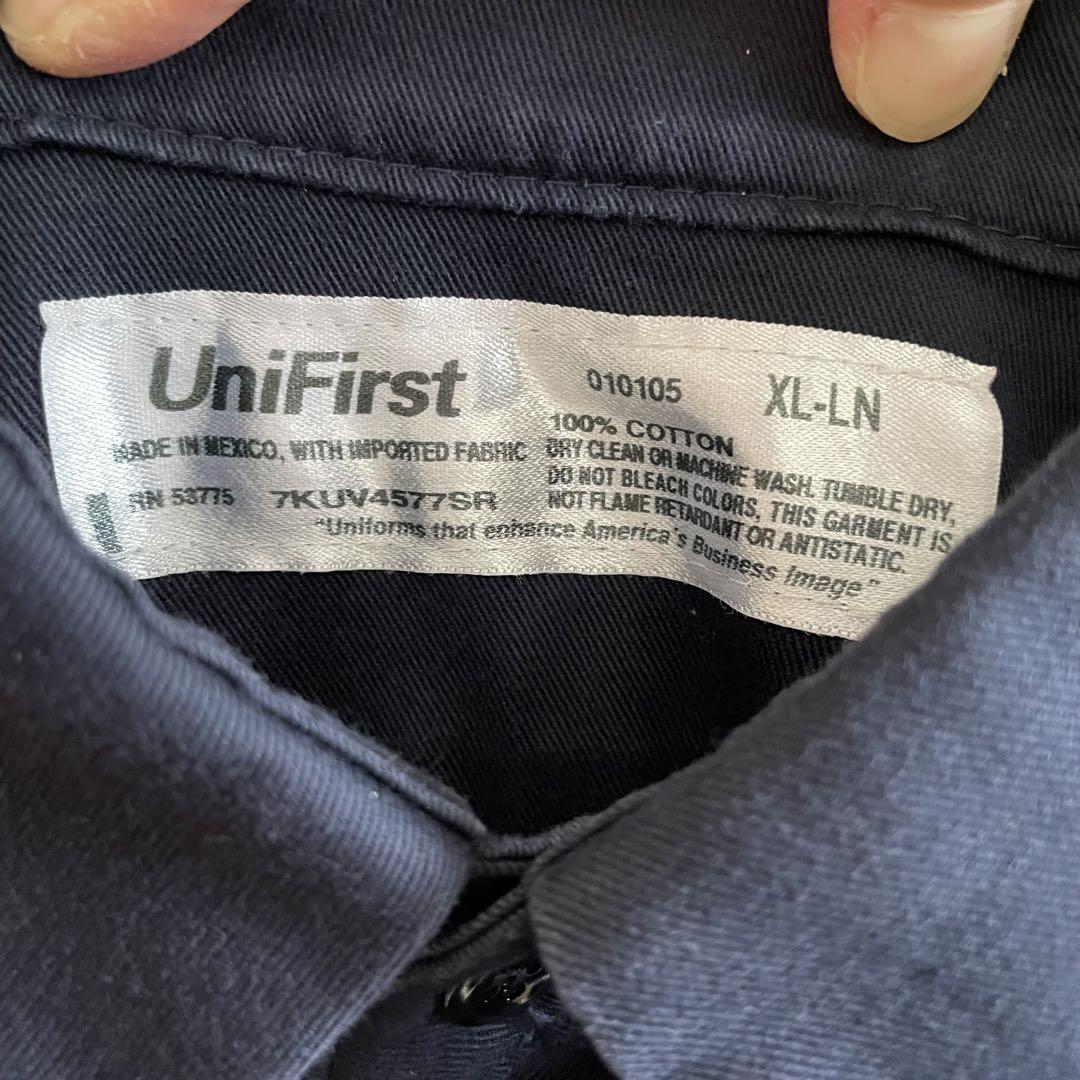 UniFirst
010105
XL-LN
MADE IN MEXICO, WITH IMPORTED FABRIC
RN 53775 7KUV4577SR
100% COTTON
DRY CLEAN OR MACHINE WASH. TUMBLE DRY,
DO NOT BLEACH COLORS, THIS GARMENT IS
NOT FLAME RETARDANT OR ANTISTATIC.
"Uniforms that enhance America's Business Image"